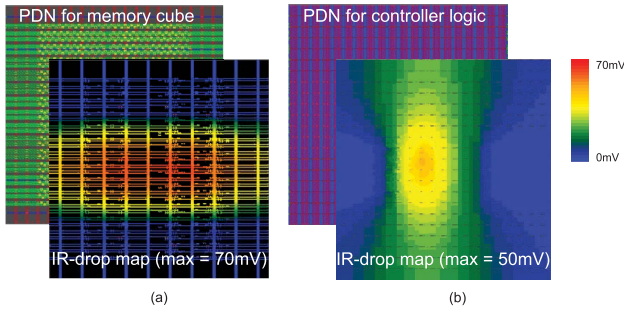 PDN for memory cube
IR-drop map (max = 70mV)
(a)
PDN for controller logic
IR-drop map (max = 50mV)
(b)
70mV
0mV